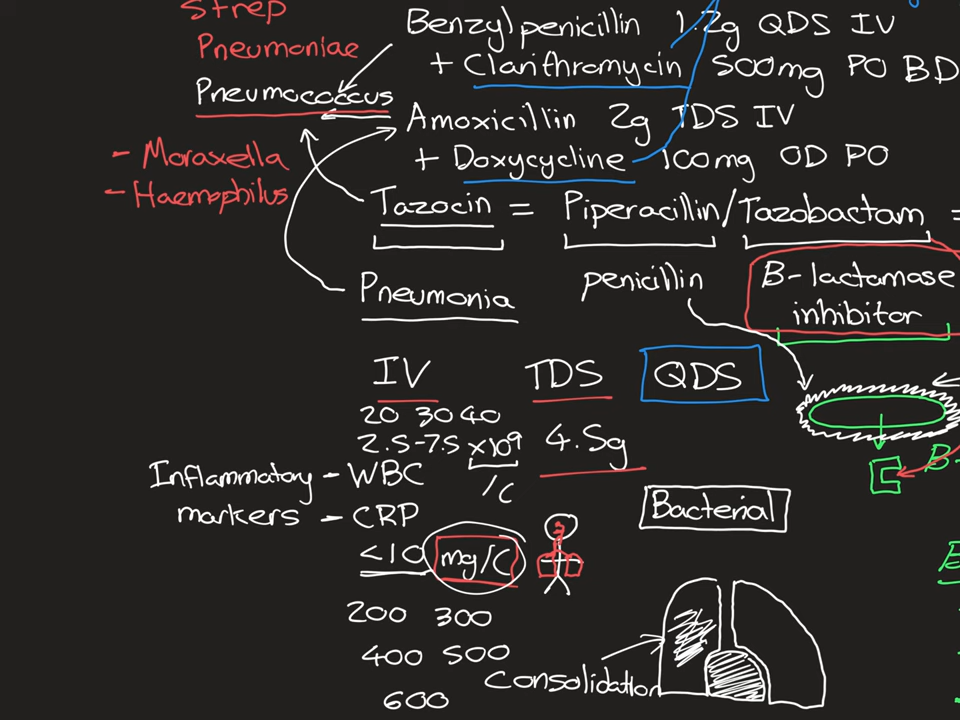 Strep
Pneumoniae
Pneumococcus
- Moraxella
- Haemophilus
Benzylpenicillin 1.2g QDS IV
+ Clarithromycin 500mg PO BD
Amoxicillin 2g TDS IV
+ Doxycycline 100mg OD PO
Tazocin = Piperacillin/Tazobactam =
Pneumonia
penicillin
B-lactamase
inhibitor
IV TDS QDS
20 30 40
2.5-7.5 x10⁹ 4.5g
/L
Inflammatory - WBC
markers - CRP
<10 mg/L
200 300
400 500
600
Bacterial
Consolidation
B-
E